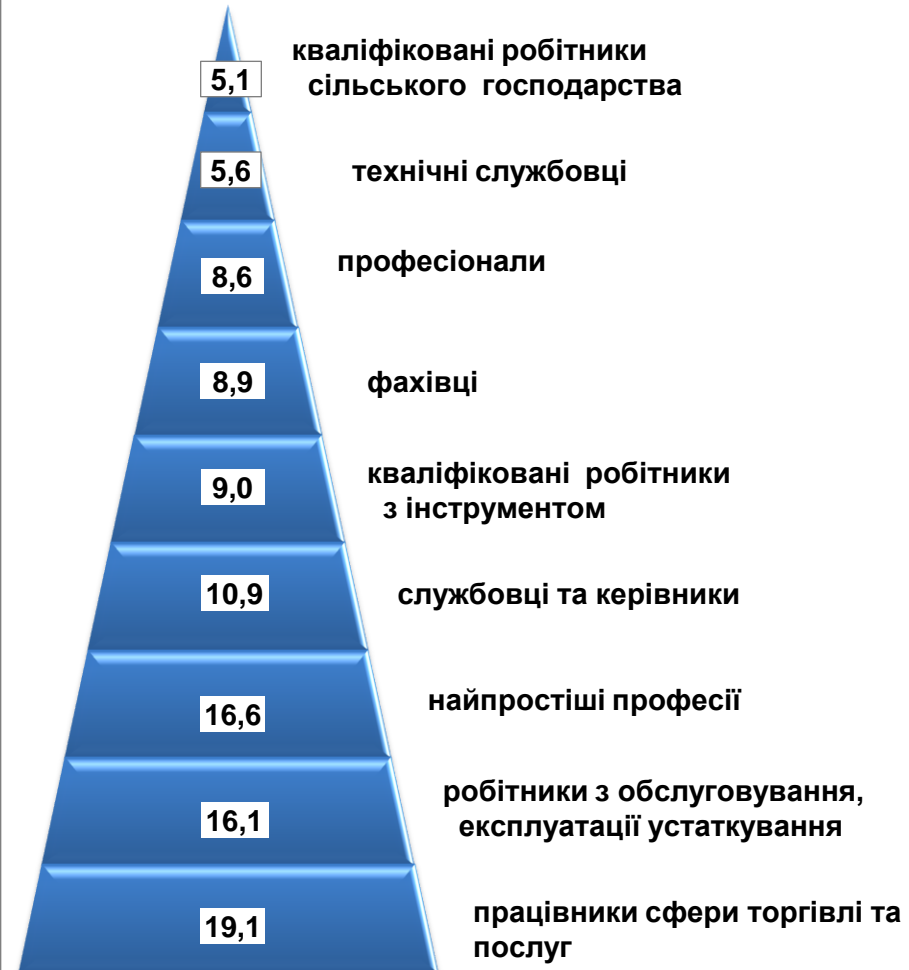 кваліфіковані робітники
5,1
сільського господарства
5,6
технічні службовці
професіонали
8,6
8,9
фахівці
кваліфіковані робітники
9,0
з інструментом
10,9
службовці та керівники
найпростіші професії
16,6
робітники з обслуговування,
16,1
експлуатації устаткування
працівники сфери торгівлі та
19,1
послуг